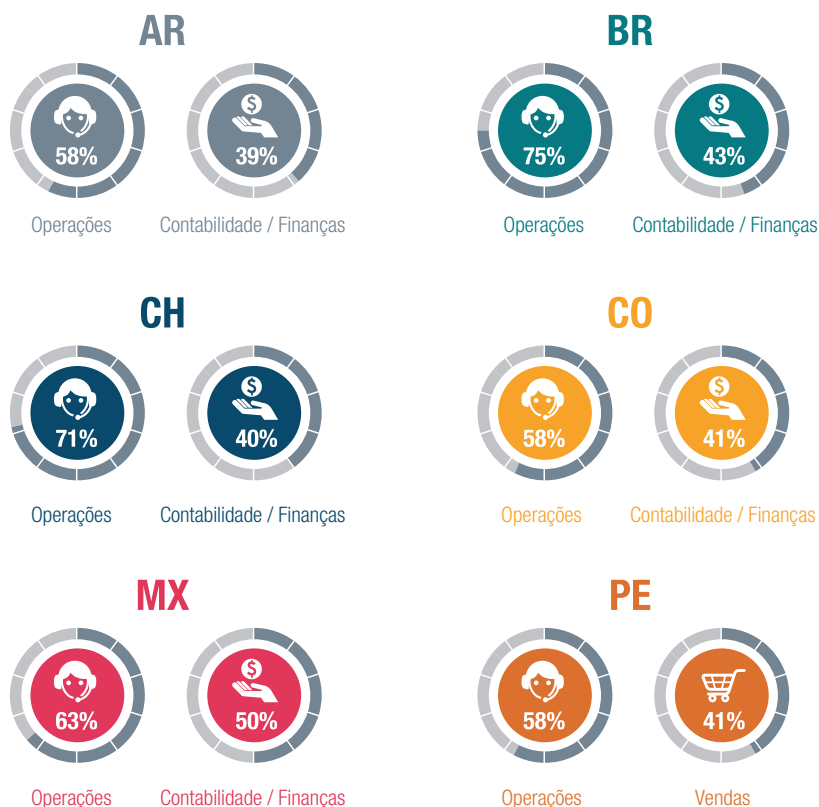 AR
BR
58%
39%
75%
43%
Operações
Contabilidade / Finanças
Operações
Contabilidade / Finanças
CH
CO
71%
40%
58%
41%
Operações
Contabilidade / Finanças
Operações
Contabilidade / Finanças
MX
PE
63%
50%
58%
41%
Operações
Contabilidade / Finanças
Operações
Vendas